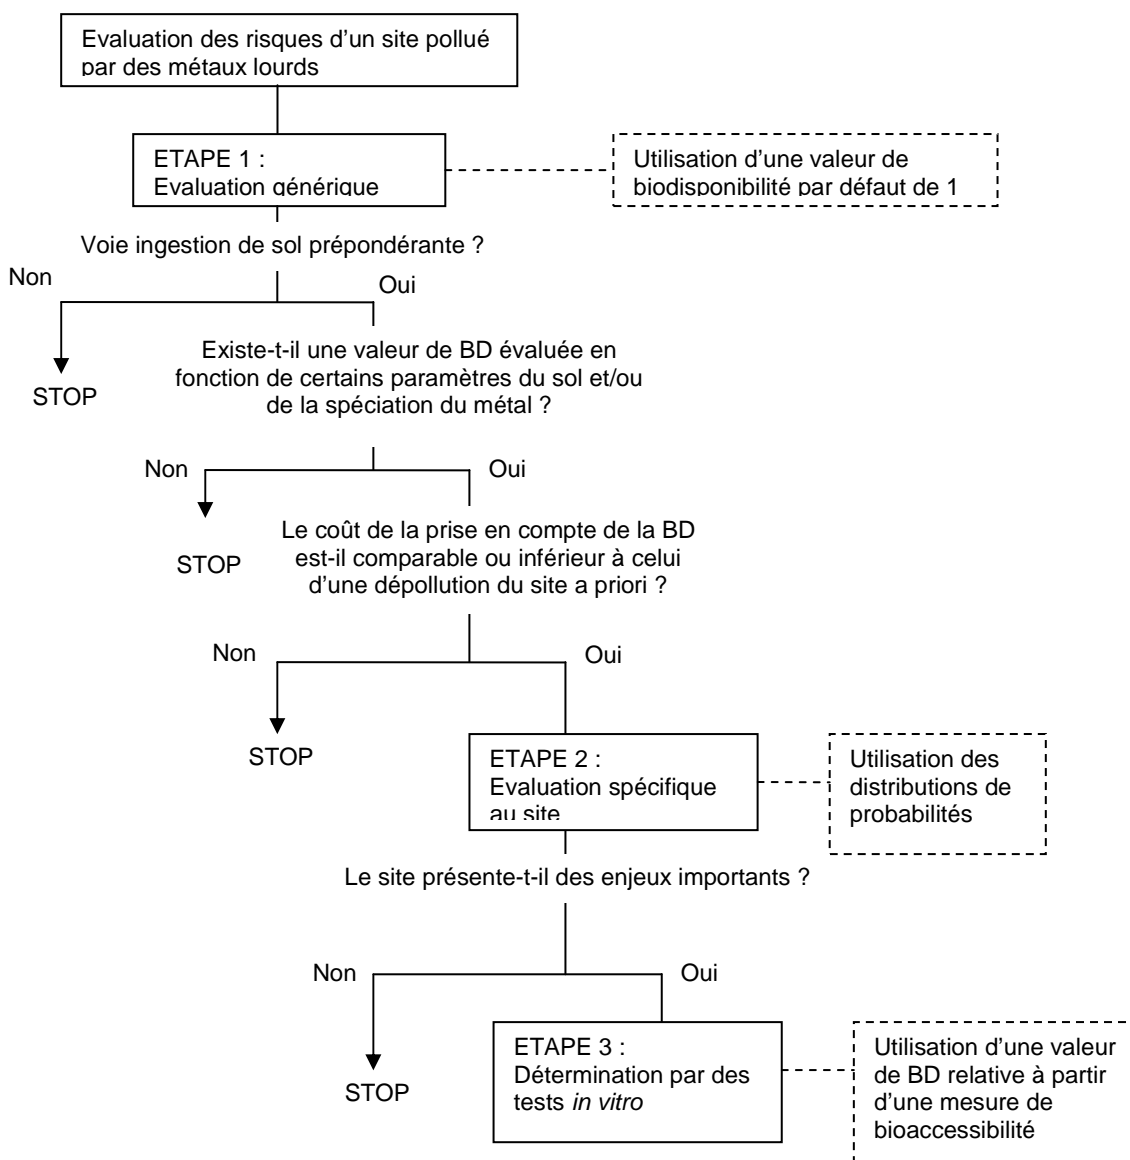 Evaluation des risques d'un site pollué
par des métaux lourds
ETAPE 1 :
Evaluation générique
Utilisation d'une valeur de
biodisponibilité par défaut de 1
Voie ingestion de sol prépondérante ?
Non
Oui
STOP
Existe-t-il une valeur de BD évaluée en
fonction de certains paramètres du sol et/ou
de la spéciation du métal ?
Non
Oui
STOP
Le coût de la prise en compte de la BD
est-il comparable ou inférieur à celui
d'une dépollution du site a priori ?
Non
Oui
STOP
ETAPE 2 :
Evaluation spécifique
au site
Utilisation des
distributions de
probabilités
Le site présente-t-il des enjeux importants ?
Non
Oui
STOP
ETAPE 3 :
Détermination par des
tests in vitro
Utilisation d'une valeur
de BD relative à partir
d'une mesure de
bioaccessibilité